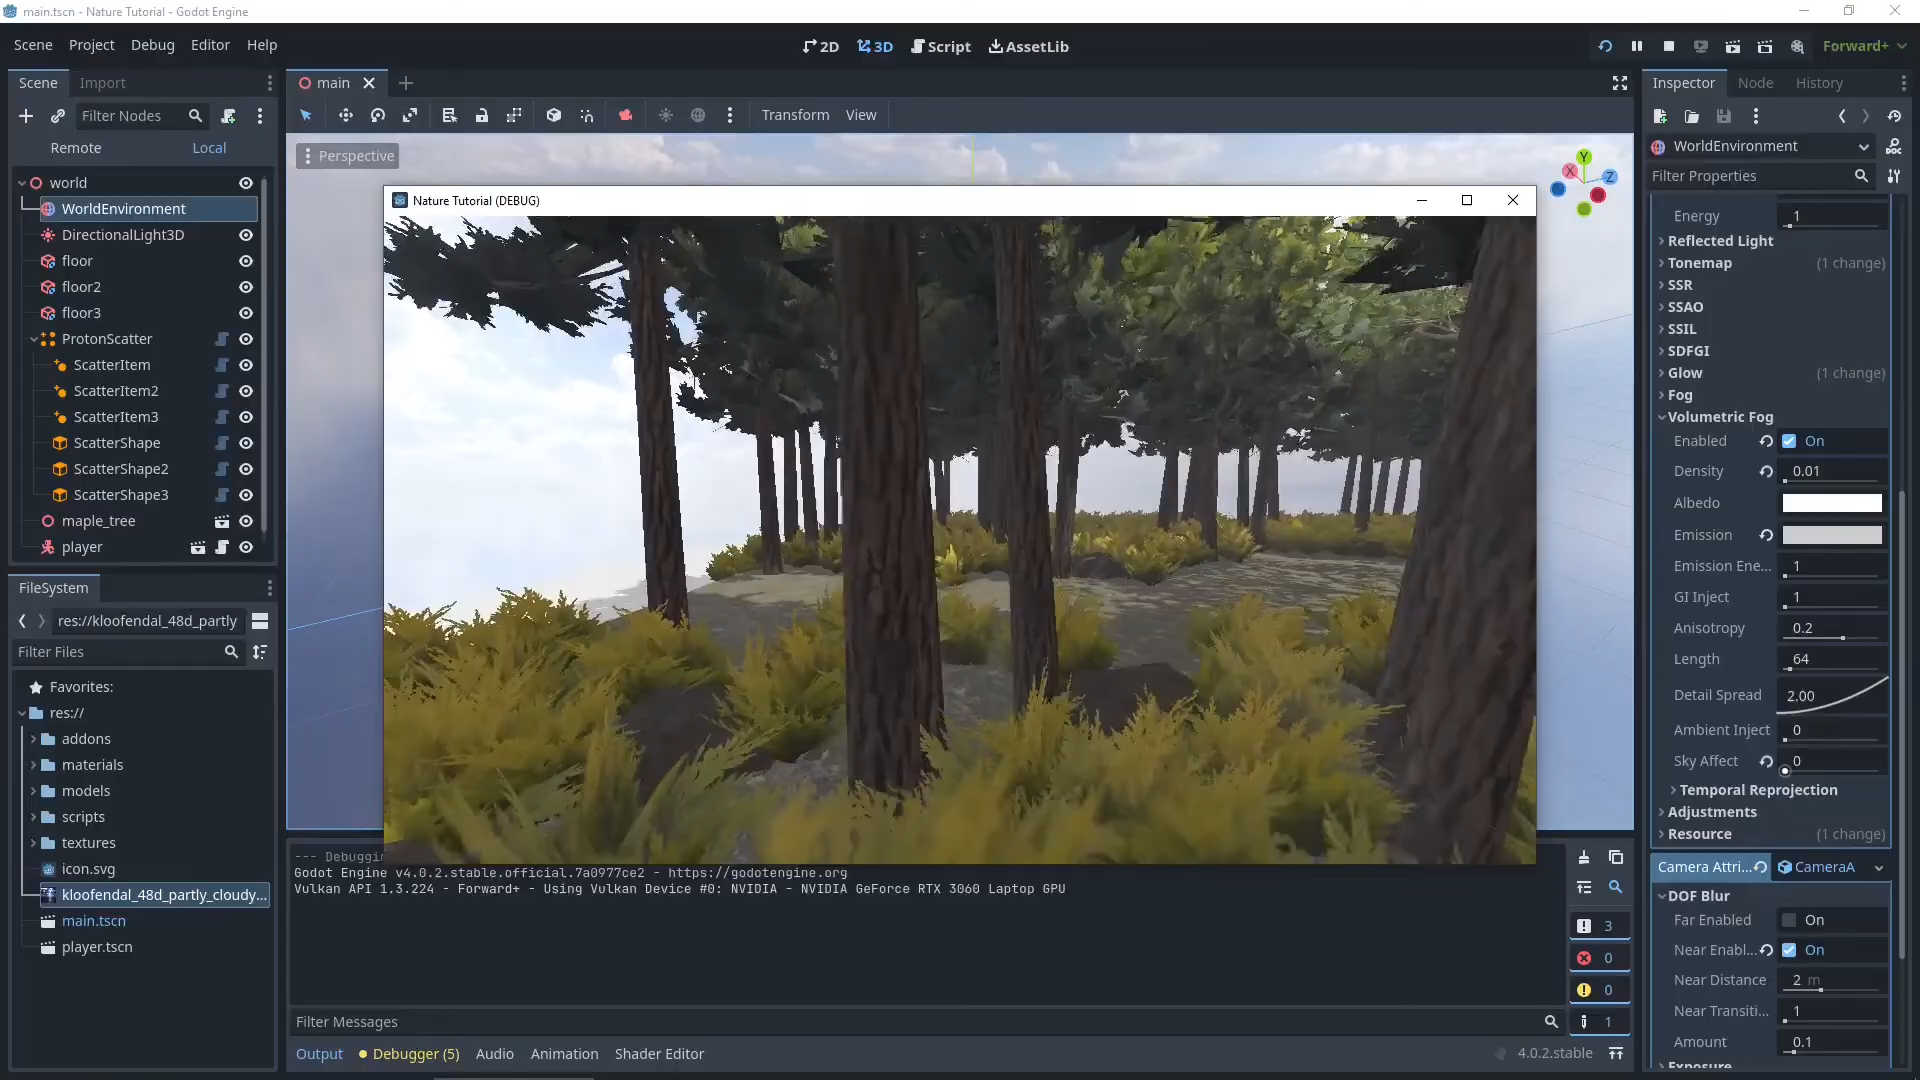 main.tscn - Nature Tutorial - Godot Engine
Scene Project Debug Editor Help
2D 3D Script AssetLib
Forward+
Scene Import
Filter Nodes
Remote Local
world
WorldEnvironment
DirectionalLight3D
floor
floor2
floor3
ProtonScatter
ScatterItem
ScatterItem2
ScatterItem3
ScatterShape
ScatterShape2
ScatterShape3
maple_tree
player
FileSystem
res://kloofendal_48d_partly
Filter Files
Favorites:
res://
addons
materials
models
scripts
textures
icon.svg
kloofendal_48d_partly_cloudy...
main.tscn
player.tscn
main
Transform View
Perspective
X Y Z
Nature Tutorial (DEBUG)
--- Debuggin
Godot Engine v4.0.2.stable.official.7a0977ce2 - https://godotengine.org
Vulkan API 1.3.224 - Forward+ - Using Vulkan Device #0: NVIDIA - NVIDIA GeForce RTX 3060 Laptop GPU
3
0
0
1
Filter Messages
Output Debugger (5) Audio Animation Shader Editor
4.0.2.stable
Inspector Node History
WorldEnvironment
Filter Properties
Energy 1
Reflected Light
Tonemap (1 change)
SSR
SSAO
SSIL
SDFGI
Glow (1 change)
Fog
Volumetric Fog
Enabled On
Density 0.01
Albedo
Emission
Emission Ene... 1
GI Inject 1
Anisotropy 0.2
Length 64
Detail Spread 2.00
Ambient Inject 0
Sky Affect 0
Temporal Reprojection
Adjustments
Resource (1 change)
Camera Attri... CameraA
DOF Blur
Far Enabled On
Near Enabl... On
Near Distance 2 m
Near Transiti... 1
Amount 0.1
Exposure